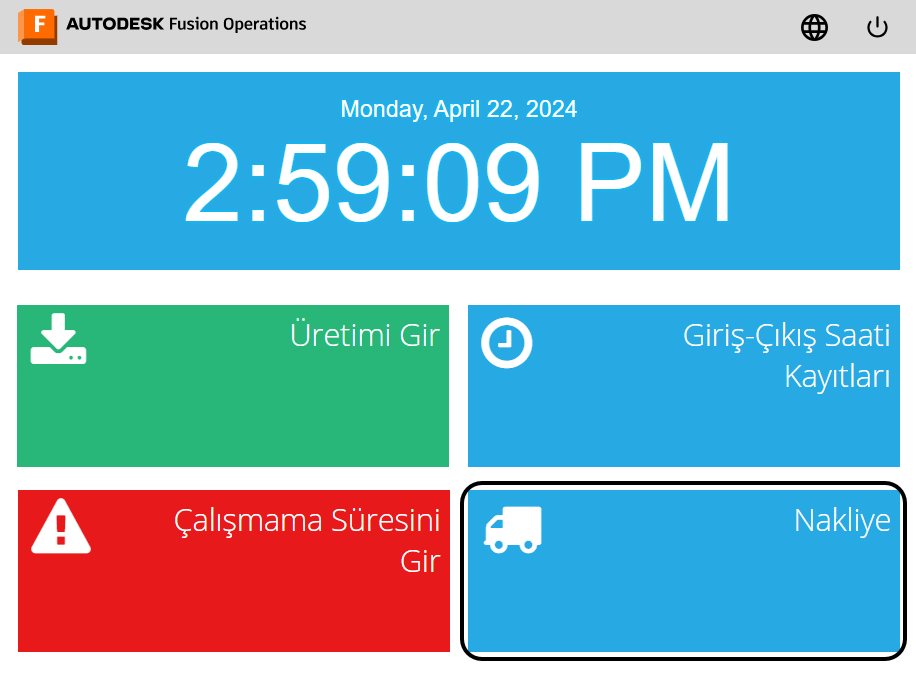 F AUTODESK Fusion Operations
Monday, April 22, 2024
2:59:09 PM
Üretimi Gir
Giriş-Çıkış Saati
Kayıtları
Çalışmama Süresini
Gir
Nakliye